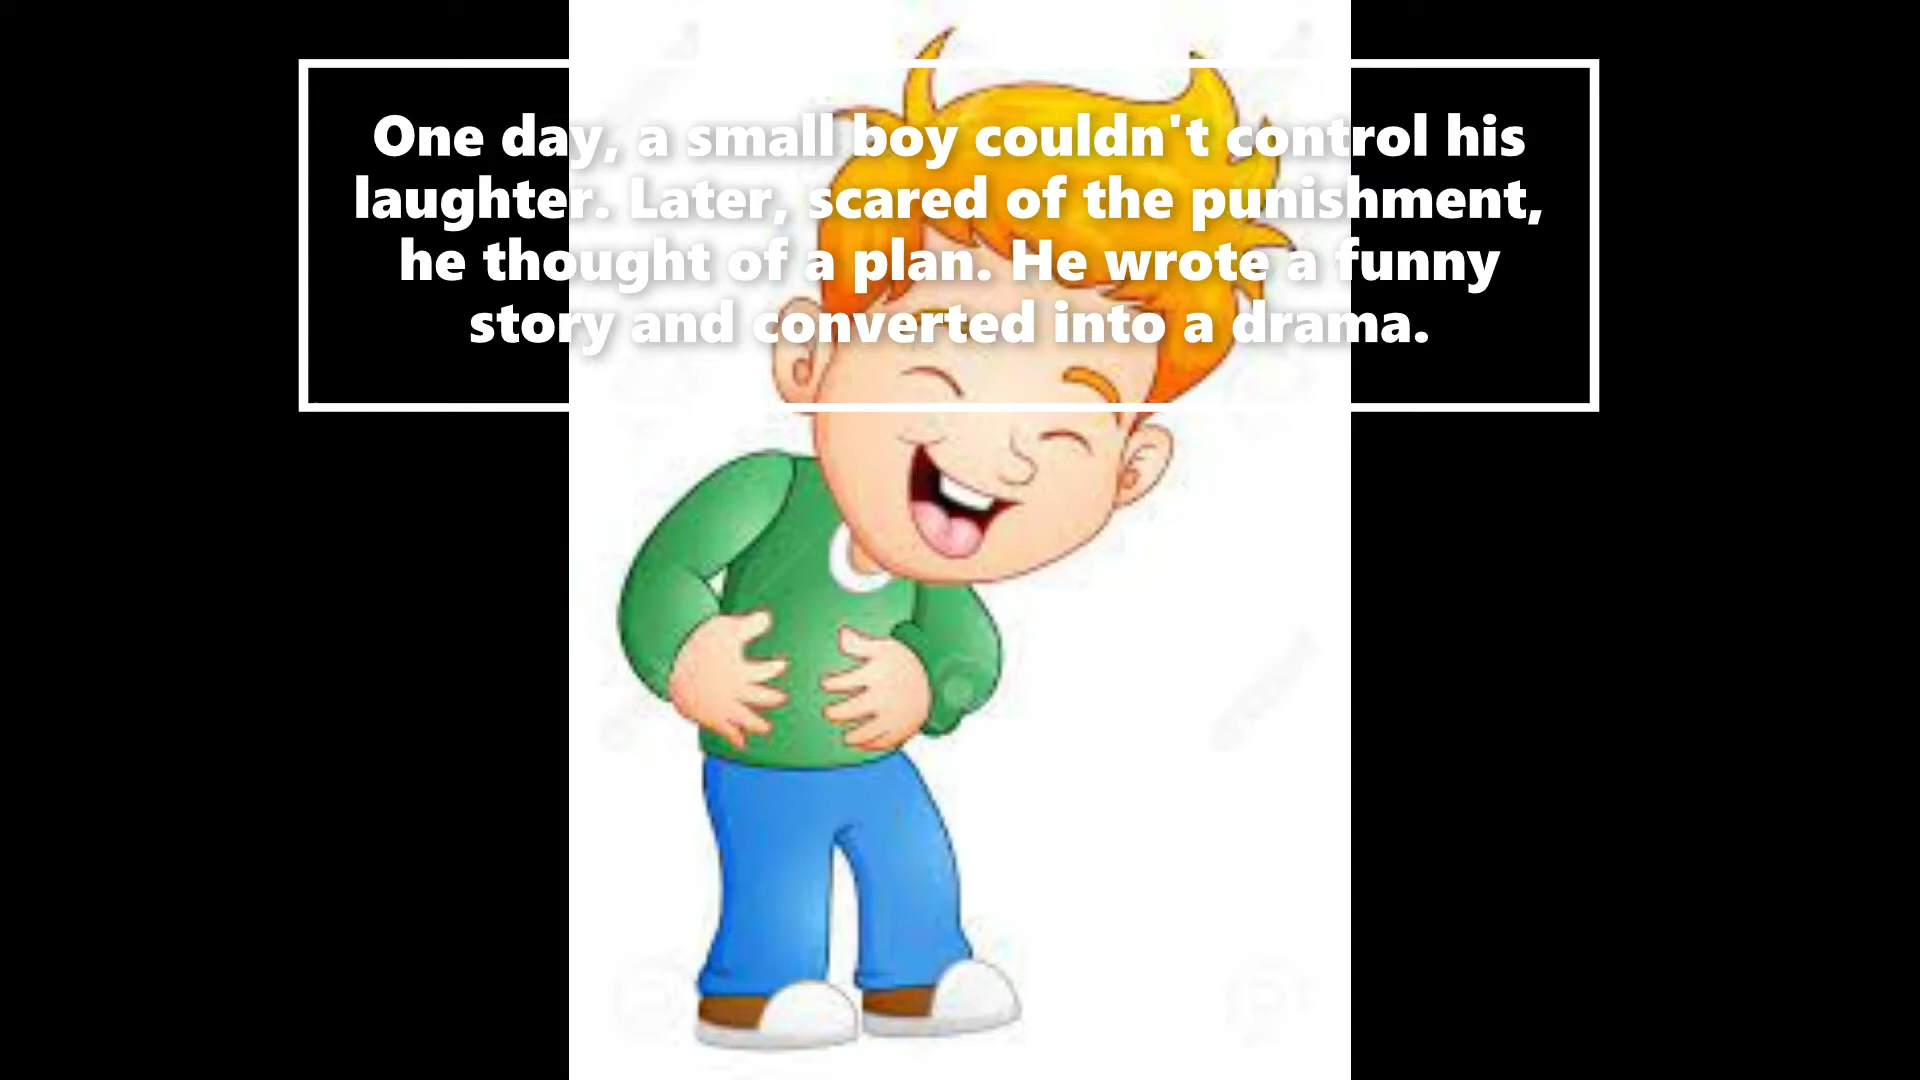 One day, a small boy couldn't control his
laughter. Later, scared of the punishment,
he thought of a plan. He wrote a funny
story and converted into a drama.